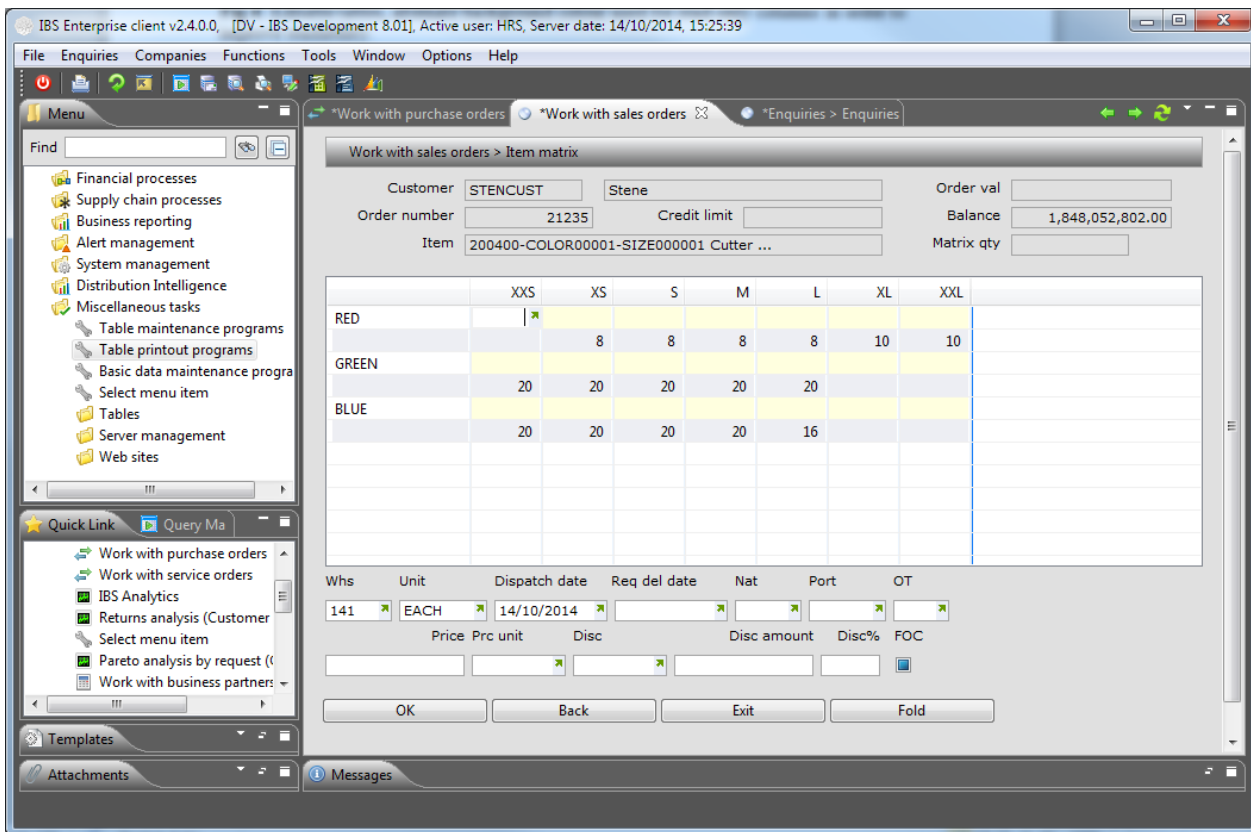 IBS Enterprise client v2.4.0.0, [DV - IBS Development 8.01], Active user: HRS, Server date: 14/10/2014, 15:25:39
File Enquiries Companies Functions Tools Window Options Help
Menu
Find
Financial processes
Supply chain processes
Business reporting
Alert management
System management
Distribution Intelligence
Miscellaneous tasks
Table maintenance programs
Table printout programs
Basic data maintenance progra
Select menu item
Tables
Server management
Web sites
Quick Link Query Ma
Work with purchase orders
Work with service orders
IBS Analytics
Returns analysis (Customer
Select menu item
Pareto analysis by request (
Work with business partners
Templates
Attachments
*Work with purchase orders *Work with sales orders *Enquiries > Enquiries
Work with sales orders > Item matrix
Customer STENCUST Stene Order val
Order number 21235 Credit limit Balance 1,848,052,802.00
Item 200400-COLOR00001-SIZE000001 Cutter ... Matrix qty
XXS XS S M L XL XXL
RED
8 8 8 8 10 10
GREEN
20 20 20 20 20
BLUE
20 20 20 20 16
Whs Unit Dispatch date Req del date Nat Port OT
141 EACH 14/10/2014
Price Prc unit Disc Disc amount Disc% FOC
OK Back Exit Fold
Messages